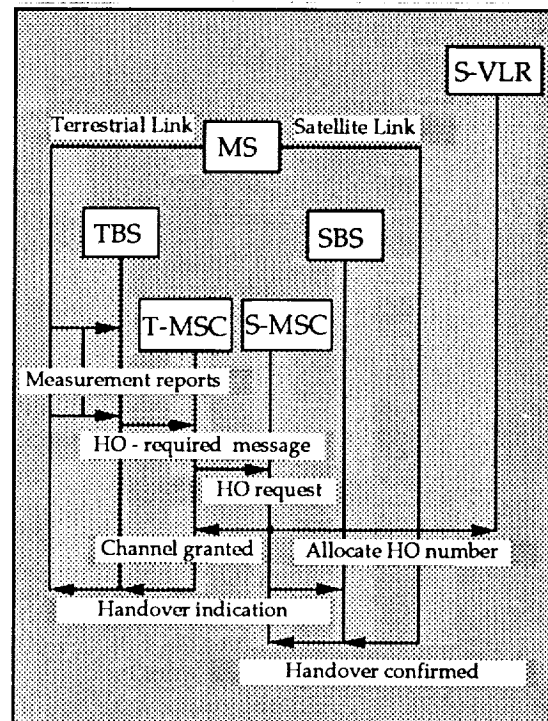 S-VLR
Terrestrial Link
MS
Satellite Link
TBS
SBS
T-MSC
S-MSC
Measurement reports
HO - required message
HO request
Channel granted
Allocate HO number
Handover indication
Handover confirmed